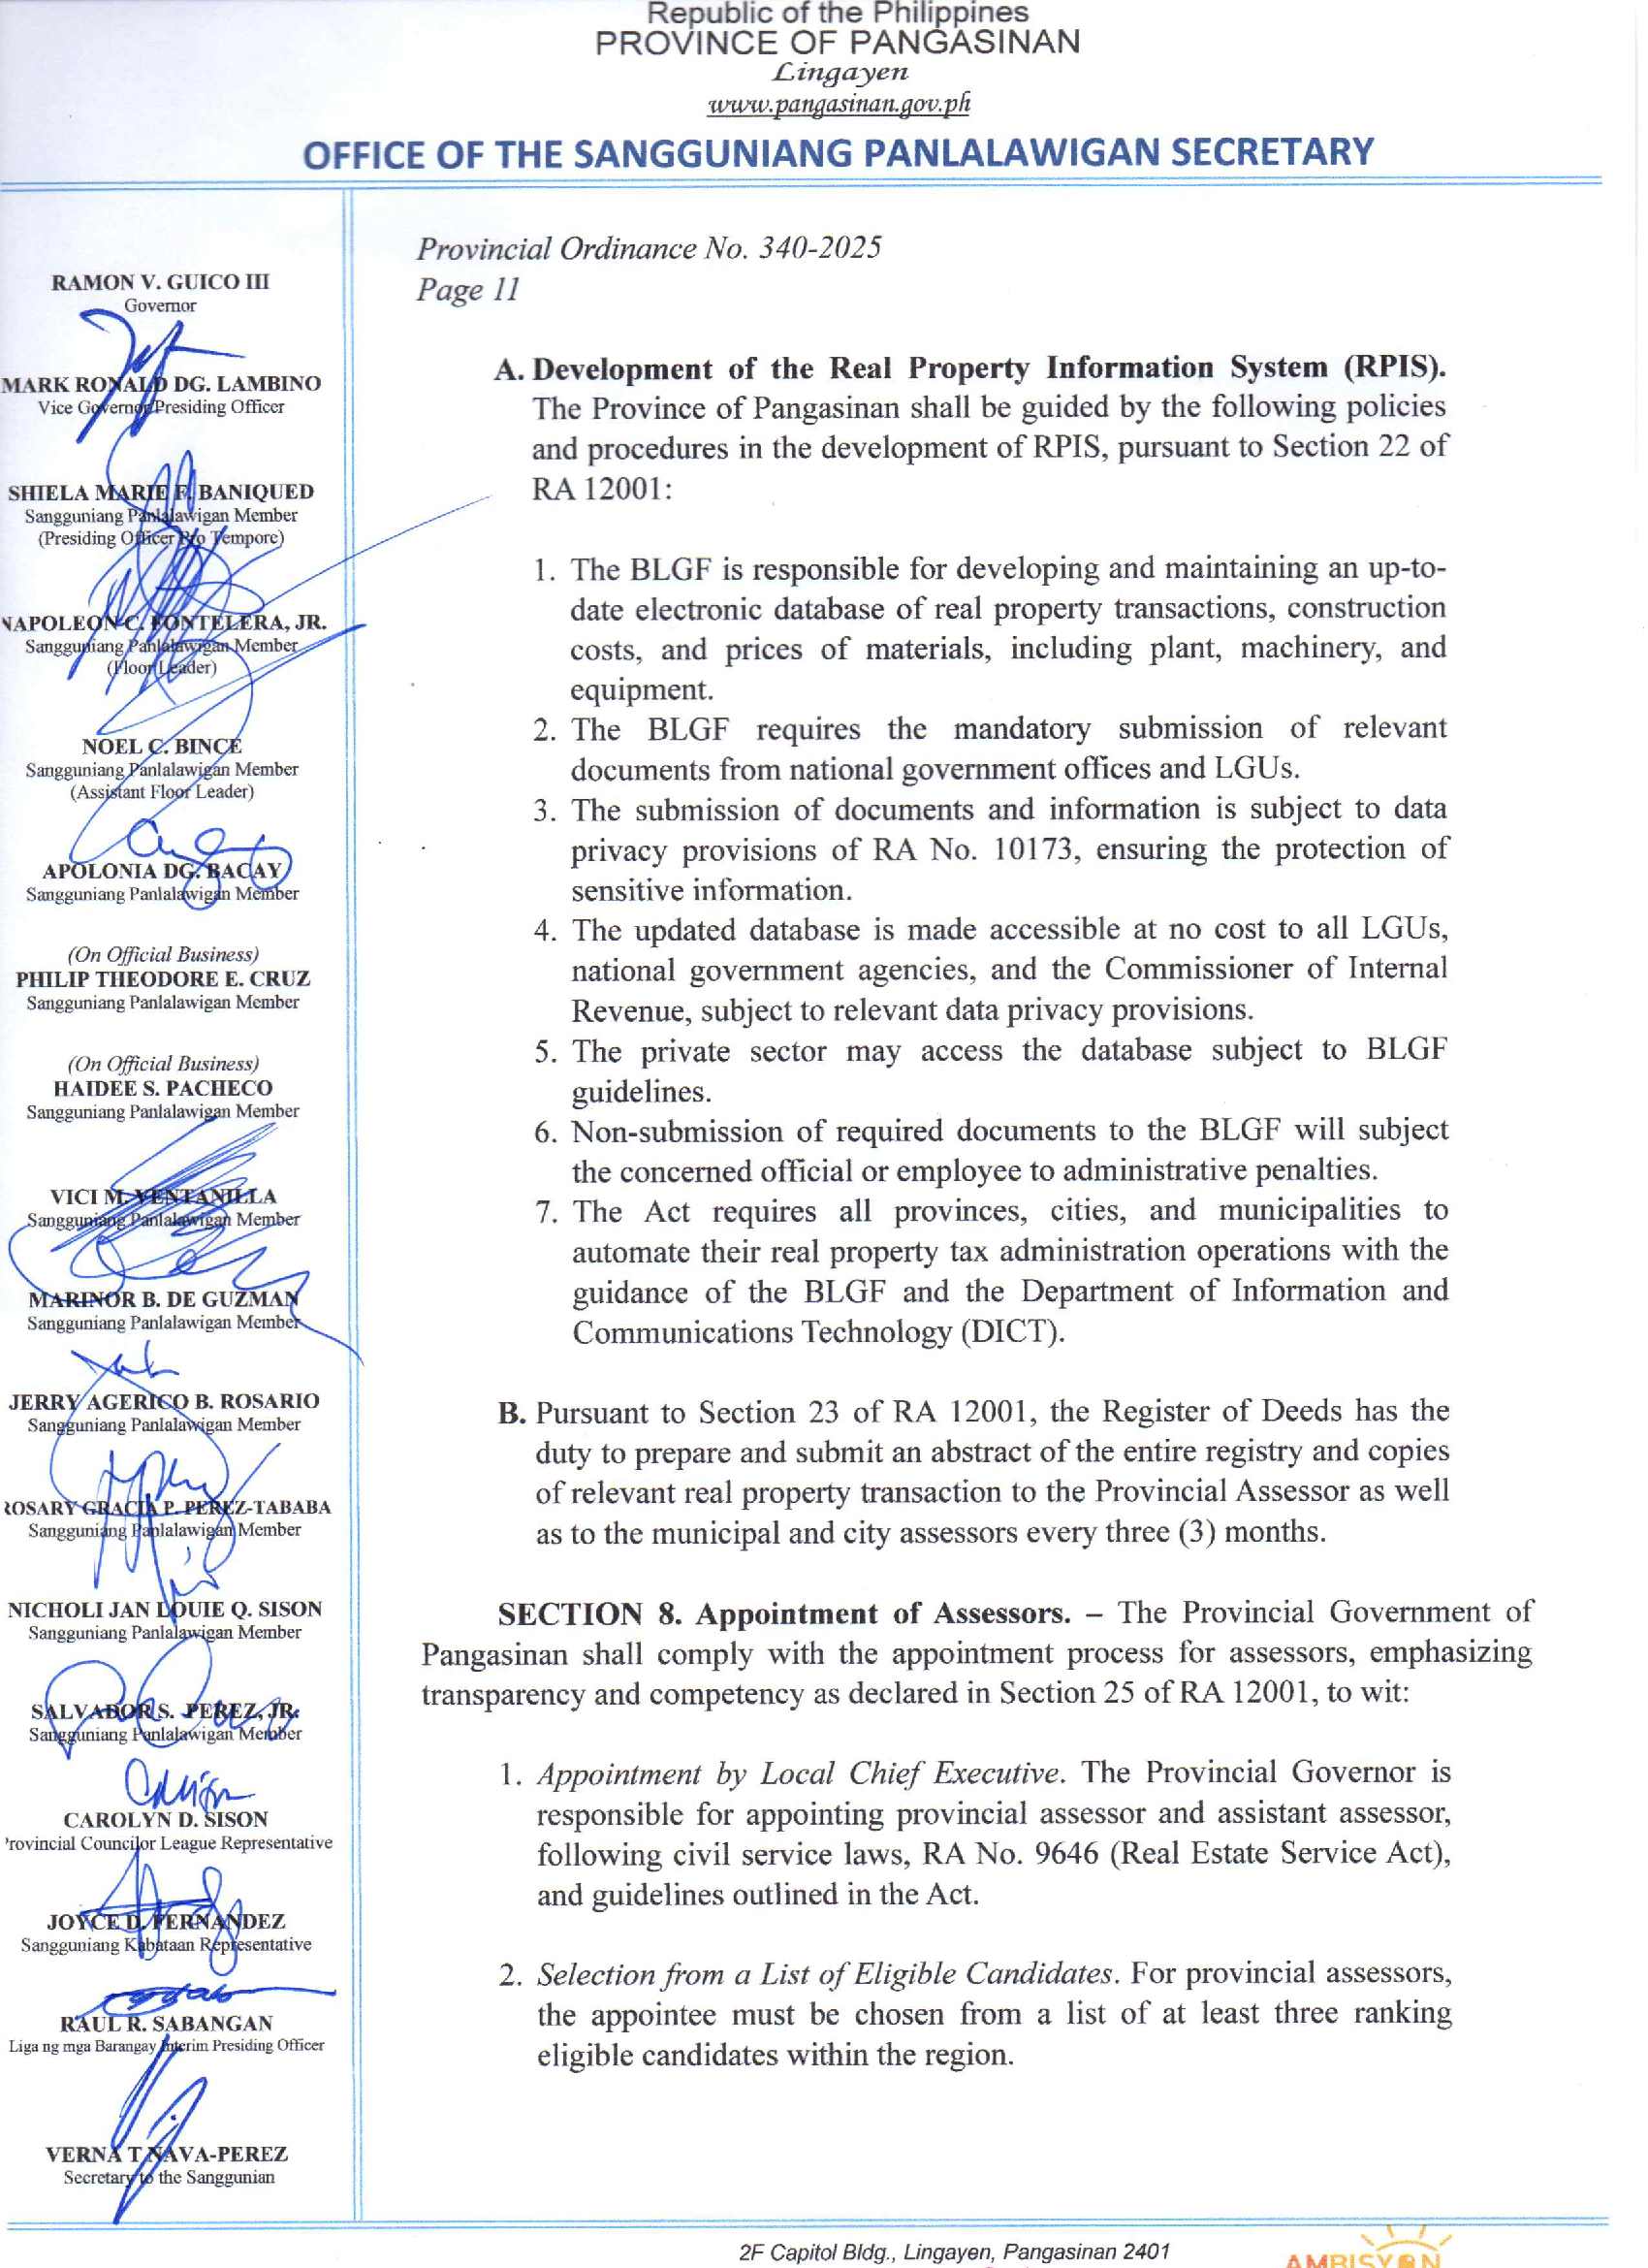 Republic of the Philippines
PROVINCE OF PANGASINAN
Lingayen
www.pangasinan.gov.ph
OFFICE OF THE SANGGUNIANG PANLALAWIGAN SECRETARY
RAMON V. GUICO III
Governor
MARK RONALD DG. LAMBINO
Vice Governor/Presiding Officer
SHIELA MARIE F. BANIQUED
Sangguniang Panlalawigan Member
(Presiding Officer Pro Tempore)
NAPOLEON C. FONTELERA, JR.
Sangguniang Panlalawigan Member
(Floor Leader)
NOEL C. BINCE
Sangguniang Panlalawigan Member
(Assistant Floor Leader)
APOLONIA DG. BACAY
Sangguniang Panlalawigan Member
(On Official Business)
PHILIP THEODORE E. CRUZ
Sangguniang Panlalawigan Member
(On Official Business)
HAIDEE S. PACHECO
Sangguniang Panlalawigan Member
VICI M. VENTANILLA
Sangguniang Panlalawigan Member
MARINOR B. DE GUZMAN
Sangguniang Panlalawigan Member
JERRY AGERICO B. ROSARIO
Sangguniang Panlalawigan Member
ROSARY GRACIA P. PEREZ-TABABA
Sangguniang Panlalawigan Member
NICHOLI JAN LOUIE Q. SISON
Sangguniang Panlalawigan Member
SALVADOR S. PEREZ, JR.
Sangguniang Panlalawigan Member
CAROLYN D. SISON
Provincial Councilor League Representative
JOYCE D. FERNANDEZ
Sangguniang Kabataan Representative
RAUL R. SABANGAN
Liga ng mga Barangay Interim Presiding Officer
VERNA T NAVA-PEREZ
Secretary to the Sanggunian
Provincial Ordinance No. 340-2025
Page 11
A. Development of the Real Property Information System (RPIS).
The Province of Pangasinan shall be guided by the following policies
and procedures in the development of RPIS, pursuant to Section 22 of
RA 12001:
1. The BLGF is responsible for developing and maintaining an up-to-
date electronic database of real property transactions, construction
costs, and prices of materials, including plant, machinery, and
equipment.
2. The BLGF requires the mandatory submission of relevant
documents from national government offices and LGUs.
3. The submission of documents and information is subject to data
privacy provisions of RA No. 10173, ensuring the protection of
sensitive information.
4. The updated database is made accessible at no cost to all LGUs,
national government agencies, and the Commissioner of Internal
Revenue, subject to relevant data privacy provisions.
5. The private sector may access the database subject to BLGF
guidelines.
6. Non-submission of required documents to the BLGF will subject
the concerned official or employee to administrative penalties.
7. The Act requires all provinces, cities, and municipalities to
automate their real property tax administration operations with the
guidance of the BLGF and the Department of Information and
Communications Technology (DICT).
B. Pursuant to Section 23 of RA 12001, the Register of Deeds has the
duty to prepare and submit an abstract of the entire registry and copies
of relevant real property transaction to the Provincial Assessor as well
as to the municipal and city assessors every three (3) months.
SECTION 8. Appointment of Assessors. – The Provincial Government of
Pangasinan shall comply with the appointment process for assessors, emphasizing
transparency and competency as declared in Section 25 of RA 12001, to wit:
1. Appointment by Local Chief Executive. The Provincial Governor is
responsible for appointing provincial assessor and assistant assessor,
following civil service laws, RA No. 9646 (Real Estate Service Act),
and guidelines outlined in the Act.
2. Selection from a List of Eligible Candidates. For provincial assessors,
the appointee must be chosen from a list of at least three ranking
eligible candidates within the region.
2F Capitol Bldg., Lingayen, Pangasinan 2401
AMBISYON